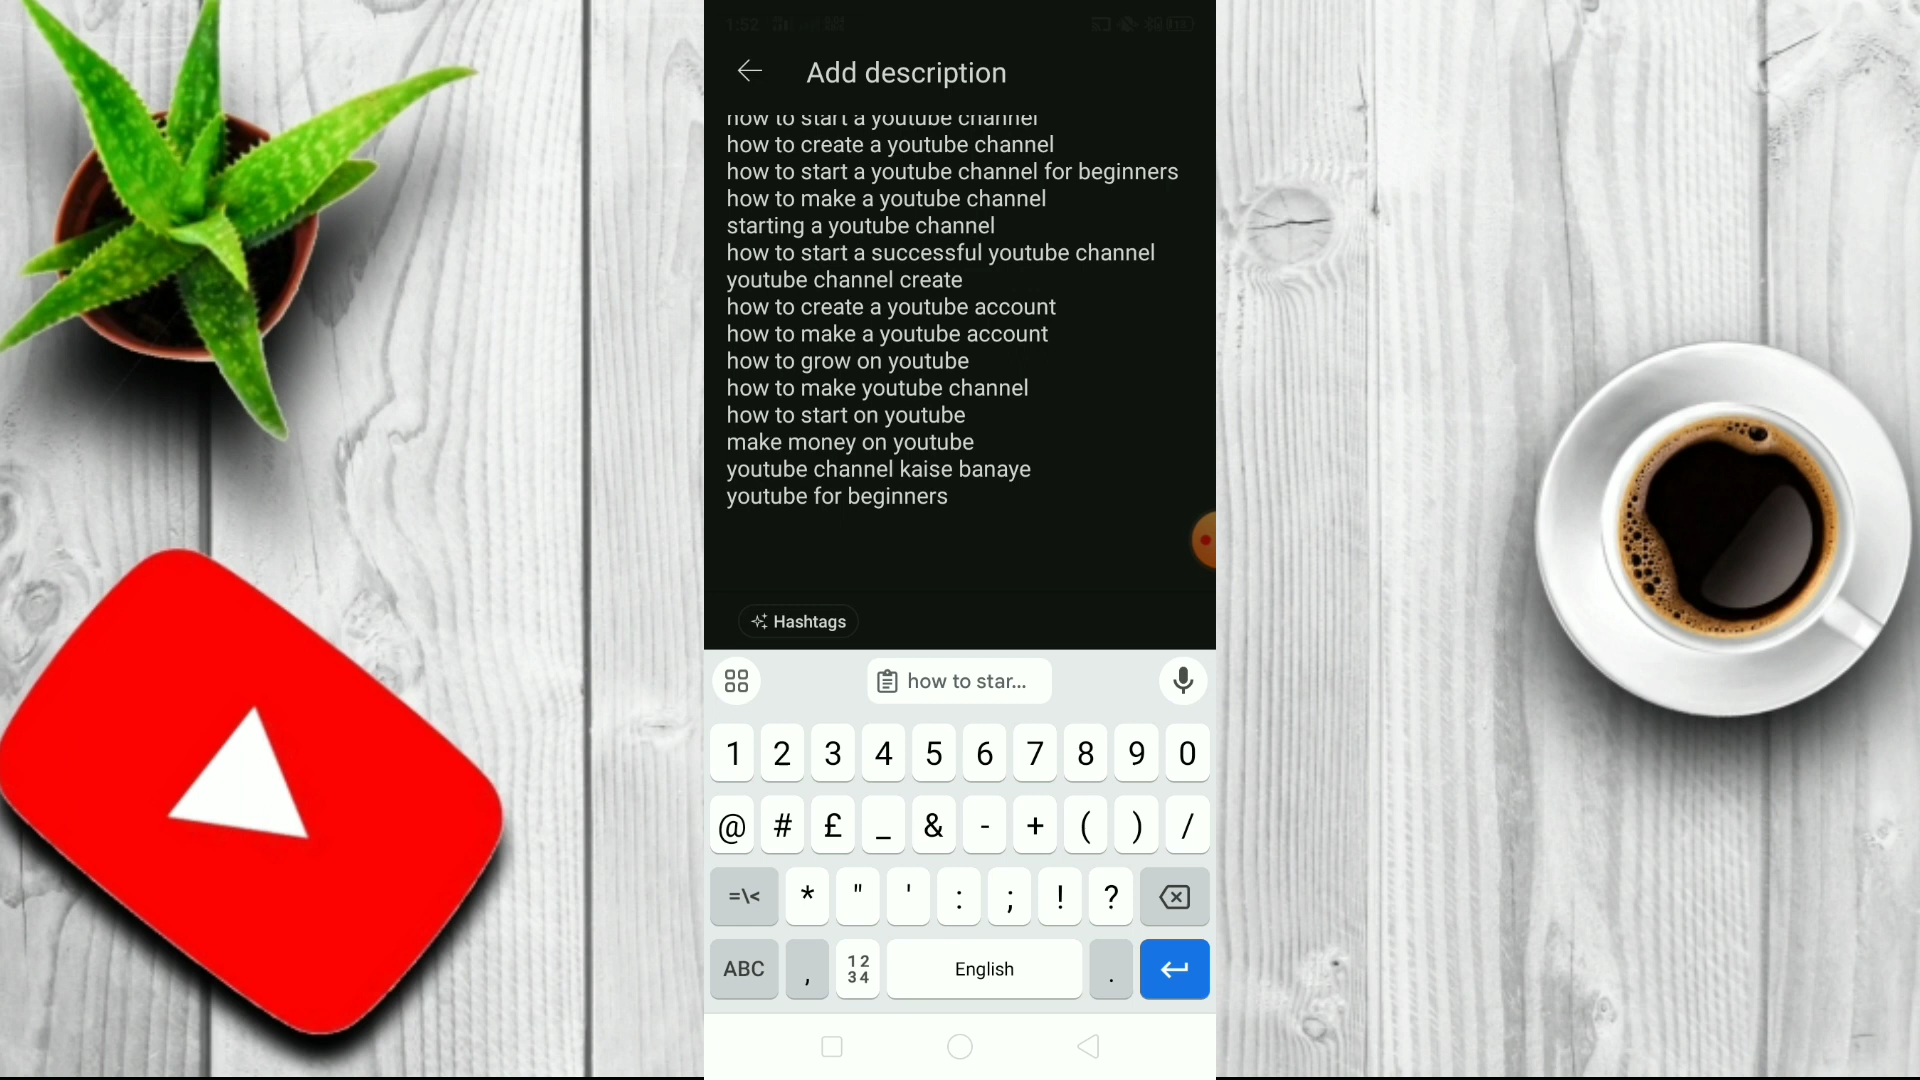 1:52
Add description
how to start a youtube channel
how to create a youtube channel
how to start a youtube channel for beginners
how to make a youtube channel
starting a youtube channel
how to start a successful youtube channel
youtube channel create
how to create a youtube account
how to make a youtube account
how to grow on youtube
how to make youtube channel
how to start on youtube
make money on youtube
youtube channel kaise banaye
youtube for beginners
Hashtags
how to star...
1 2 3 4 5 6 7 8 9 0
@ # £ _ & - + ( ) /
=\< * " ' : ; ! ?
ABC , 12 34 English .